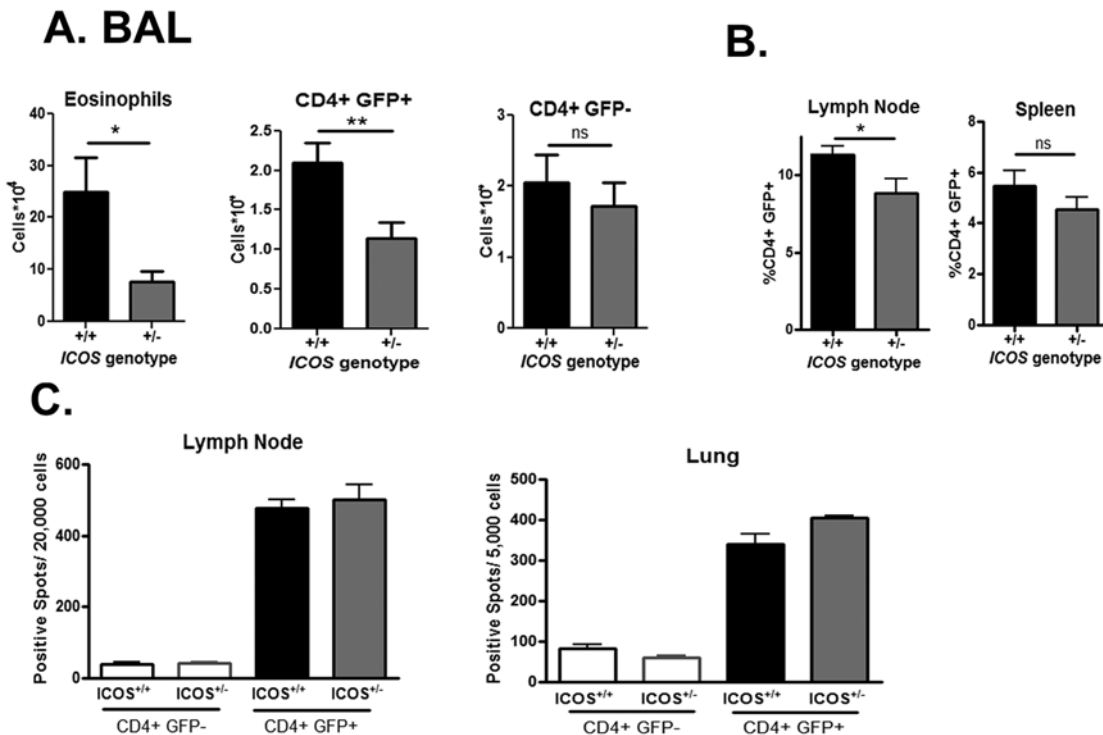 A. BAL
Eosinophils
Cells*10⁴
40
30
20
10
0
*
+/+
+/-
ICOS genotype
CD4+ GFP+
2.5
2.0
1.5
1.0
0.5
0.0
**
+/+
+/-
ICOS genotype
CD4+ GFP-
3
2
1
0
ns
+/+
+/-
ICOS genotype
B.
Lymph Node
%CD4+ GFP+
10
5
0
*
+/+
+/-
ICOS genotype
Spleen
%CD4+ GFP+
8
6
4
2
0
ns
+/+
+/-
ICOS genotype
C.
Lymph Node
Positive Spots/ 20,000 cells
600
400
200
0
ICOS+/+
ICOS+/-
ICOS+/+
ICOS+/-
CD4+ GFP-
CD4+ GFP+
Lung
Positive Spots/ 5,000 cells
500
400
300
200
100
0
ICOS+/+
ICOS+/-
ICOS+/+
ICOS+/-
CD4+ GFP-
CD4+ GFP+